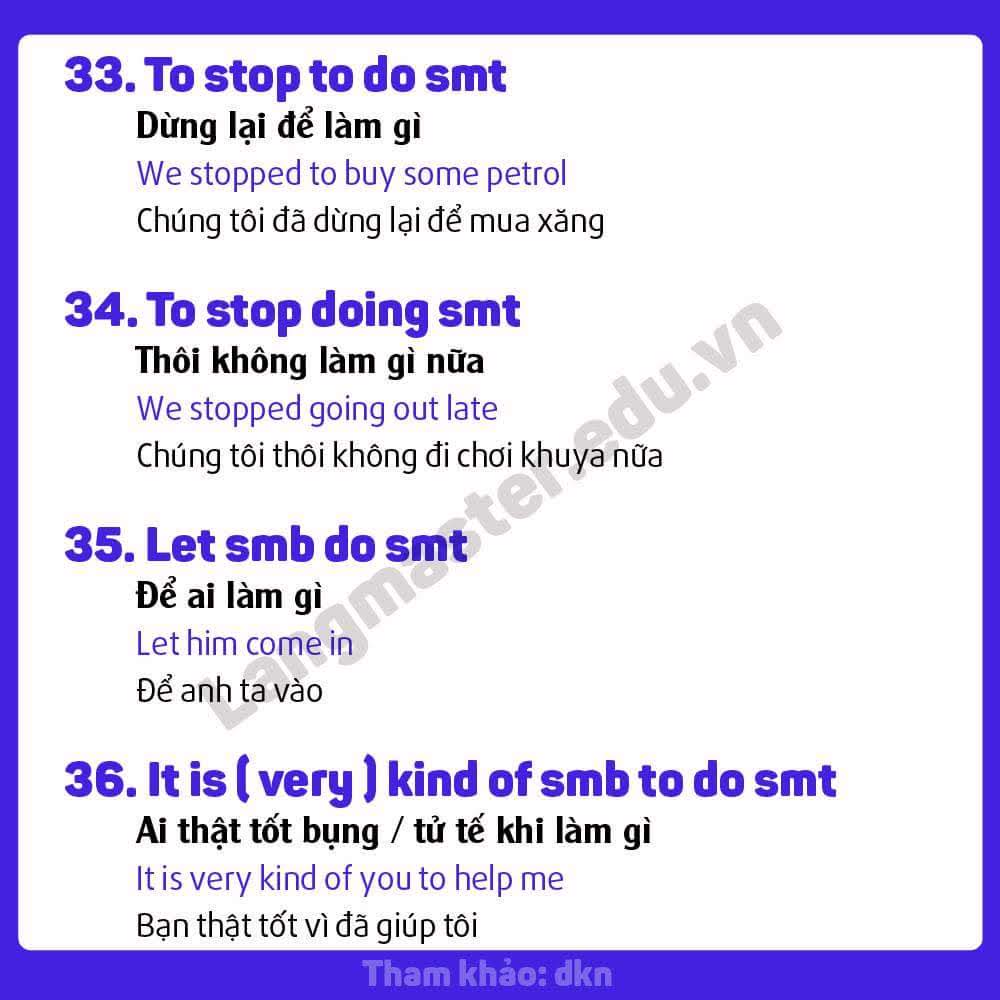 33. To stop to do smt
Dừng lại để làm gì
We stopped to buy some petrol
Chúng tôi đã dừng lại để mua xăng
34. To stop doing smt
Thôi không làm gì nữa
We stopped going out late
Chúng tôi thôi không đi chơi khuya nữa
35. Let smb do smt
Để ai làm gì
Let him come in
Để anh ta vào
36. It is ( very ) kind of smb to do smt
Ai thật tốt bụng / tử tế khi làm gì
It is very kind of you to help me
Bạn thật tốt vì đã giúp tôi
Langmaster.edu.vn
Tham khảo: dkn